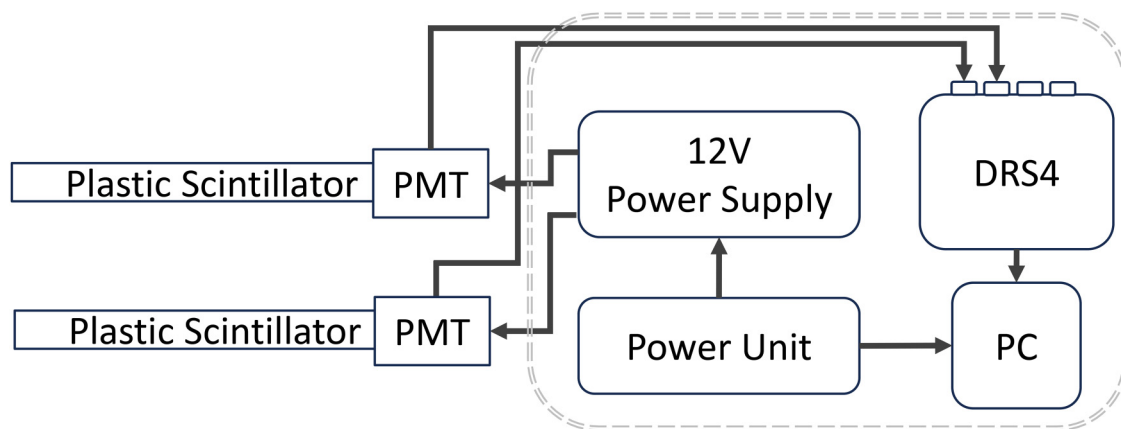 Plastic Scintillator
PMT
12V
Power Supply
DRS4
Plastic Scintillator
PMT
Power Unit
PC